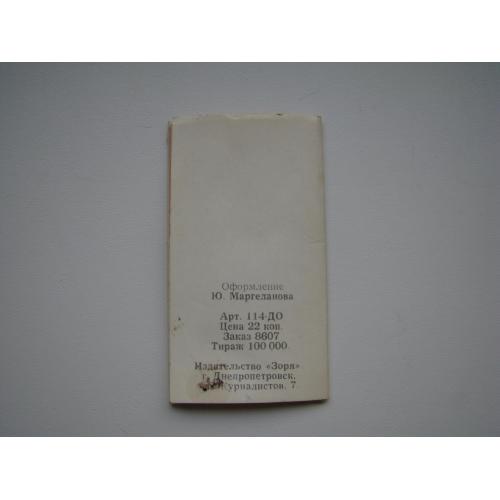 Оформление
Ю. Маргеланова
Арт. 114-ДО
Цена 22 коп.
Заказ 8607
Тираж 100 000.
Издательство «Зоря»
г. Днепропетровск,
Журналистов, 7